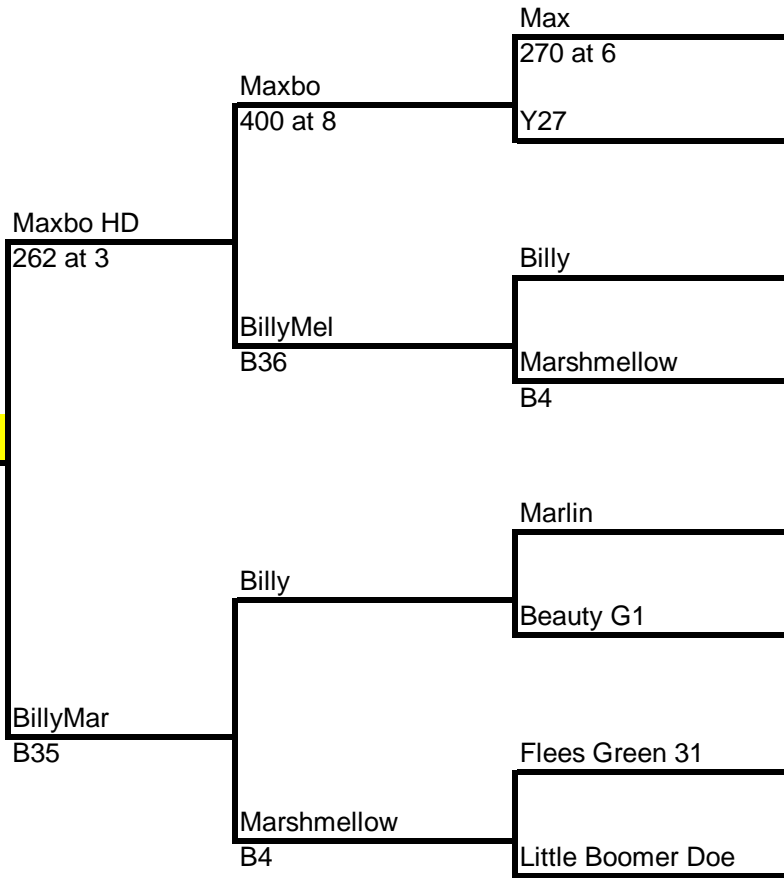 Max
270 at 6
Maxbo
400 at 8
Y27
Maxbo HD
262 at 3
Billy
BillyMel
B36
Marshmellow
B4
Marlin
Billy
Beauty G1
BillyMar
B35
Flees Green 31
Marshmellow
B4
Little Boomer Doe